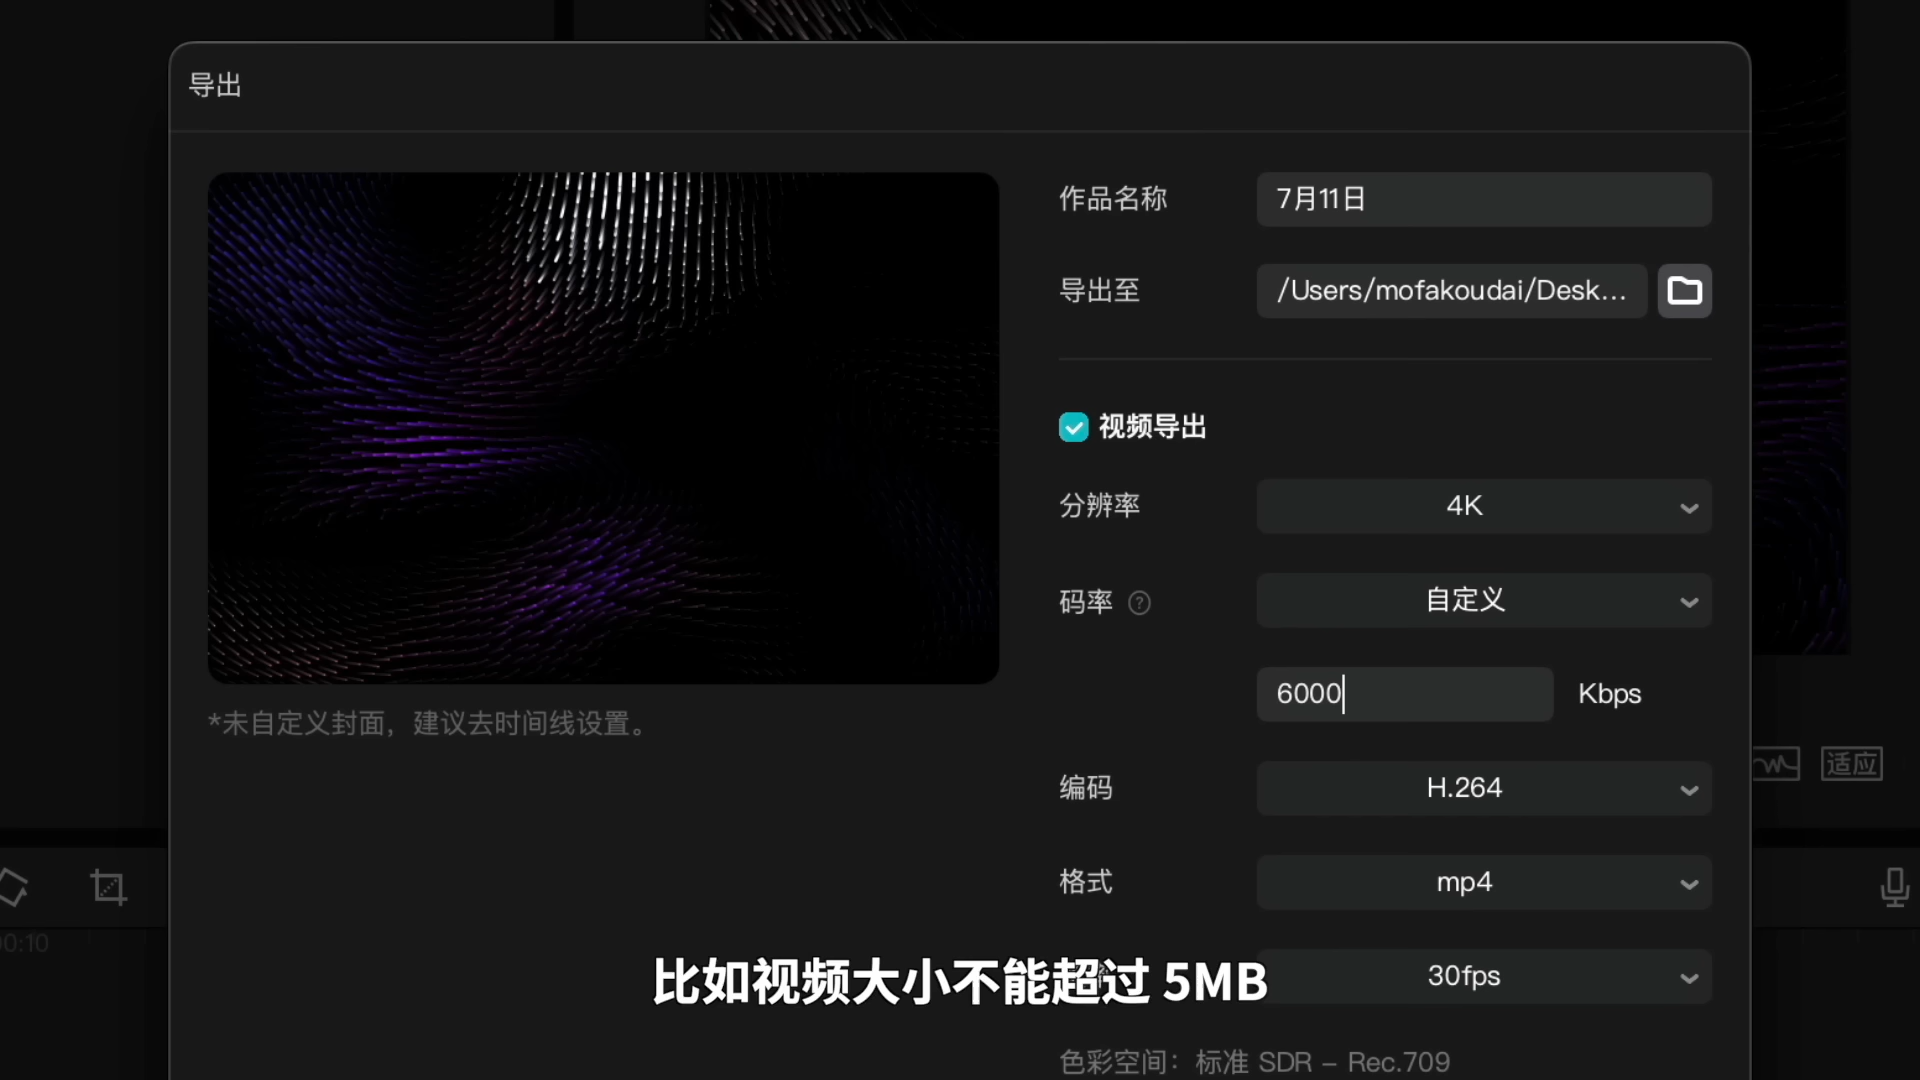 导出
作品名称
7月11日
导出至
/Users/mofakoudai/Desk...
视频导出
分辨率
4K
码率 ?
自定义
6000
Kbps
*未自定义封面，建议去时间线设置。
适应
编码
H.264
格式
mp4
00:10
30fps
比如视频大小不能超过 5MB
色彩空间：标准 SDR – Rec.709